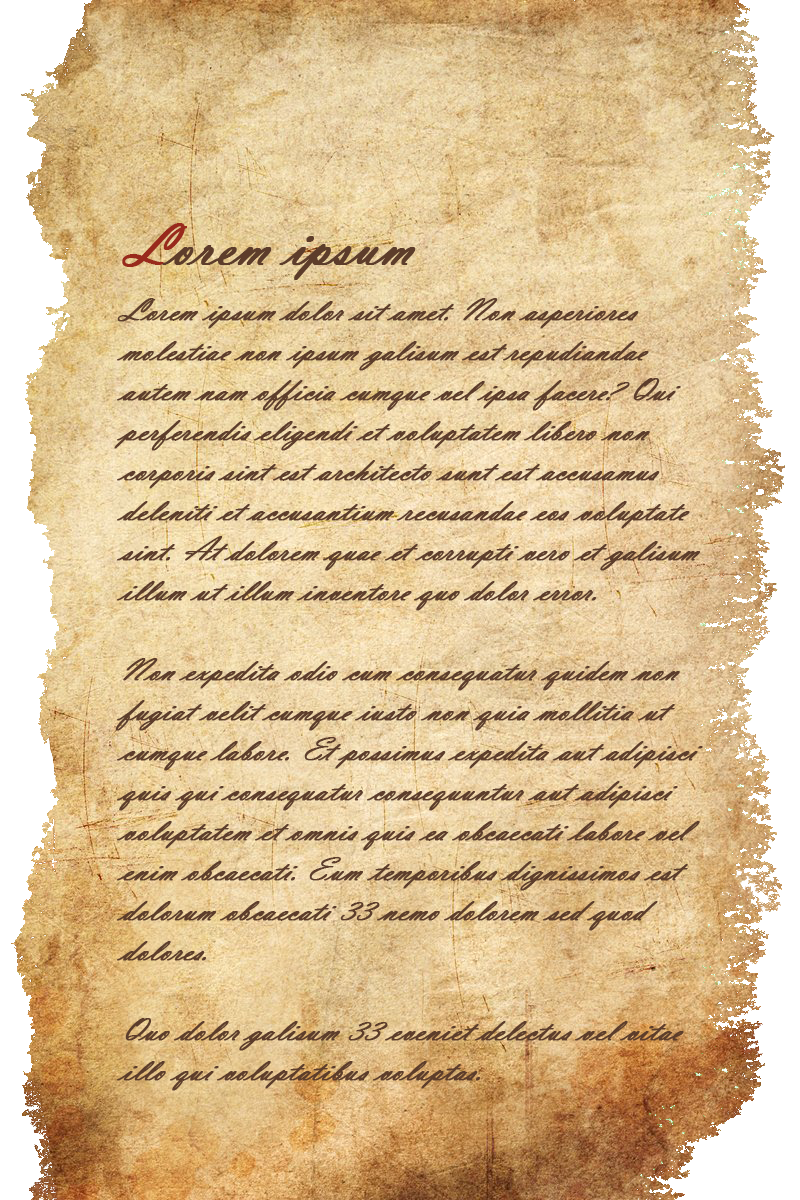 Lorem ipsum
Lorem ipsum dolor sit amet. Non asperiores
molestiae non ipsum galisum est repudiandae
autem nam officia cumque vel ipsa facere? Qui
perferendis eligendi et voluptatem libero non
corporis sint est architecto sunt est accusamus
deleniti et accusantium recusandae eos voluptate
sint. At dolorem quae et corrupti vero et galisum
illum ut illum inventore quo dolor error.
Non expedita odio cum consequatur quidem non
fugiat velit cumque iusto non quia mollitia ut
cumque labore. Et possimus expedita aut adipisci
quis qui consequatur consequuntur aut adipisci
voluptatem et omnis quis ea obcaecati labore vel
enim obcaecati. Eum temporibus dignissimos est
dolorum obcaecati 33 nemo dolorem sed quod
dolores.
Quo dolor galisum 33 eveniet delectus vel vitae
illo qui voluptatibus voluptas.